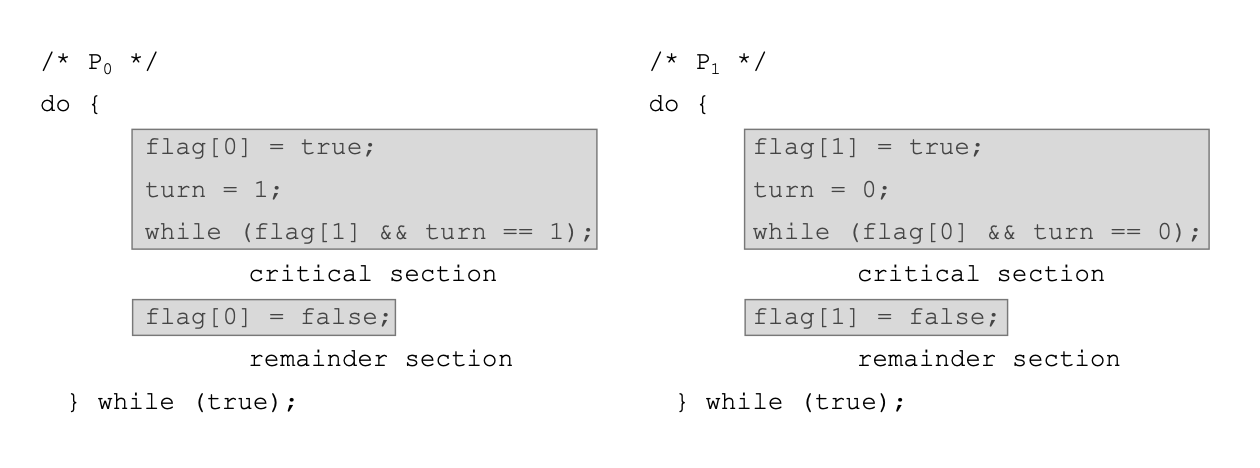 /* P0 */
do {
flag[0] = true;
turn = 1;
while (flag[1] && turn == 1);
critical section
flag[0] = false;
remainder section
} while (true);
/* P1 */
do {
flag[1] = true;
turn = 0;
while (flag[0] && turn == 0);
critical section
flag[1] = false;
remainder section
} while (true);